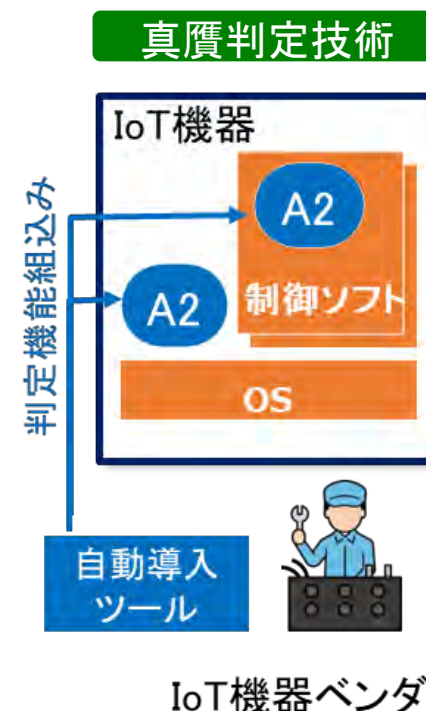 真贋判定技術
IoT機器
A2
制御ソフト
A2
OS
判定機能組込み
自動導入
ツール
IoT機器ベンダ